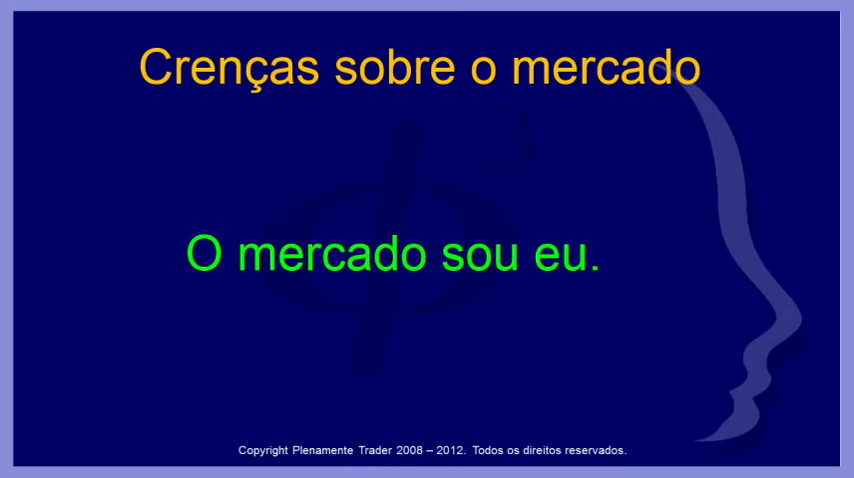 Crenças sobre o mercado
O mercado sou eu.
Copyright Plenamente Trader 2008 – 2012. Todos os direitos reservados.